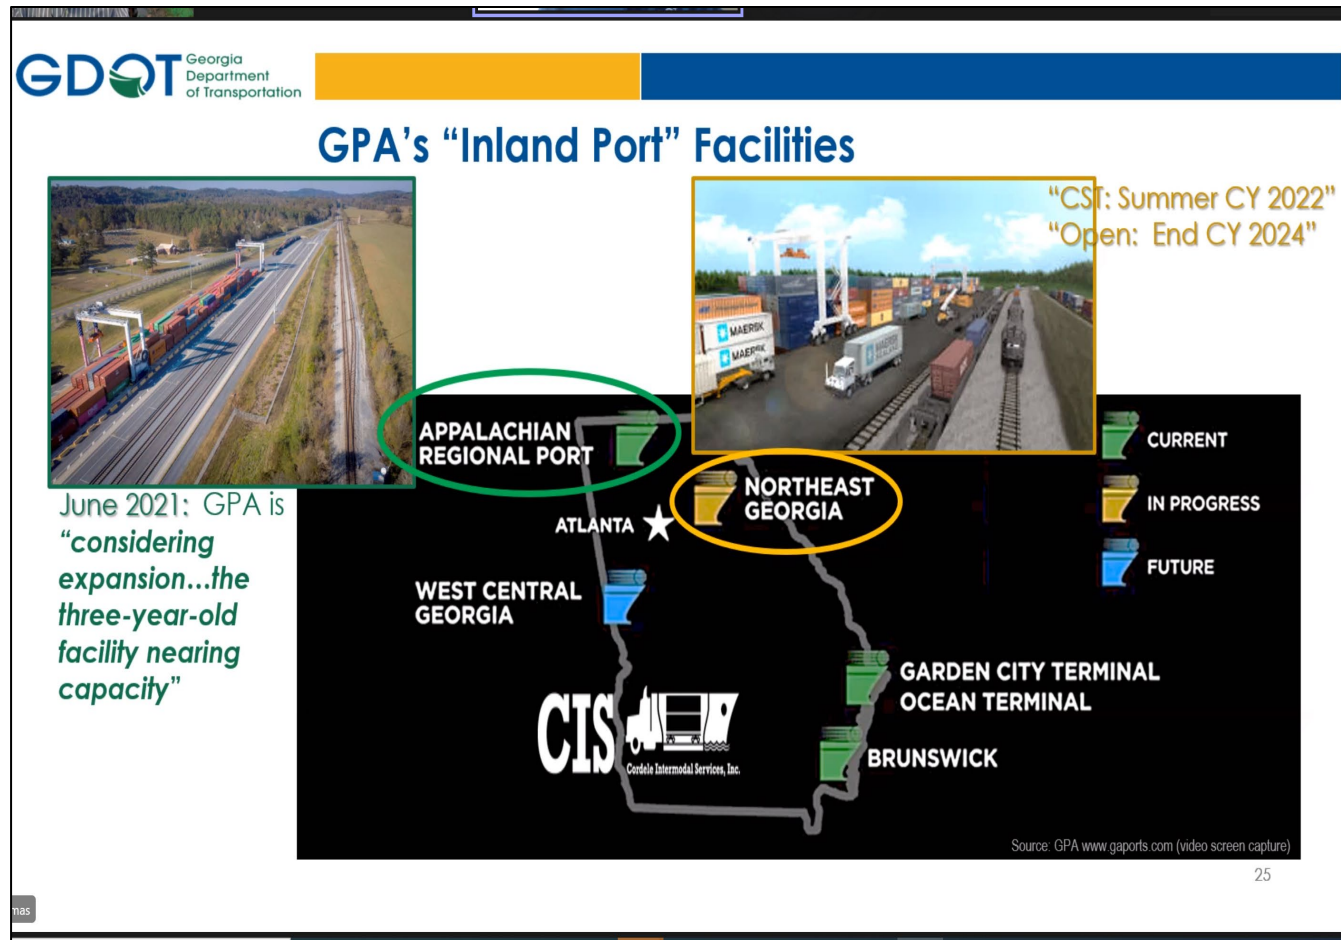 GDOT
Georgia
Department
of Transportation
GPA's “Inland Port” Facilities
“CST: Summer CY 2022”
“Open: End CY 2024”
MAERSK
MAERSK
MAERSK
SEALAND
APPALACHIAN
REGIONAL PORT
CURRENT
NORTHEAST
GEORGIA
IN PROGRESS
ATLANTA
FUTURE
WEST CENTRAL
GEORGIA
June 2021: GPA is
“considering
expansion...the
three-year-old
facility nearing
capacity”
GARDEN CITY TERMINAL
OCEAN TERMINAL
CIS
Cordele Intermodal Services, Inc.
BRUNSWICK
Source: GPA www.gaports.com (video screen capture)
25
mas